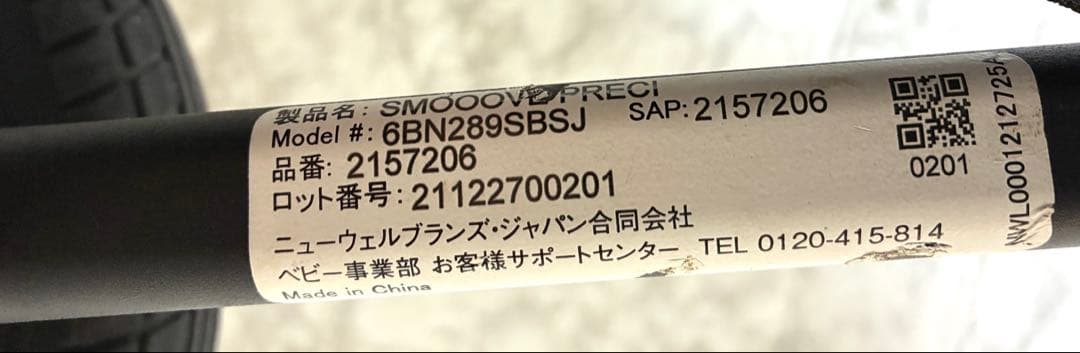 製品名: SMOOOVE PRECI
Model #: 6BN289SBSJ SAP: 2157206
品番: 2157206
ロット番号: 21122700201
ニューウェルブランズ・ジャパン合同会社
ベビー事業部 お客様サポートセンター TEL 0120-415-814
Made in China
0201
NWL0001212725A